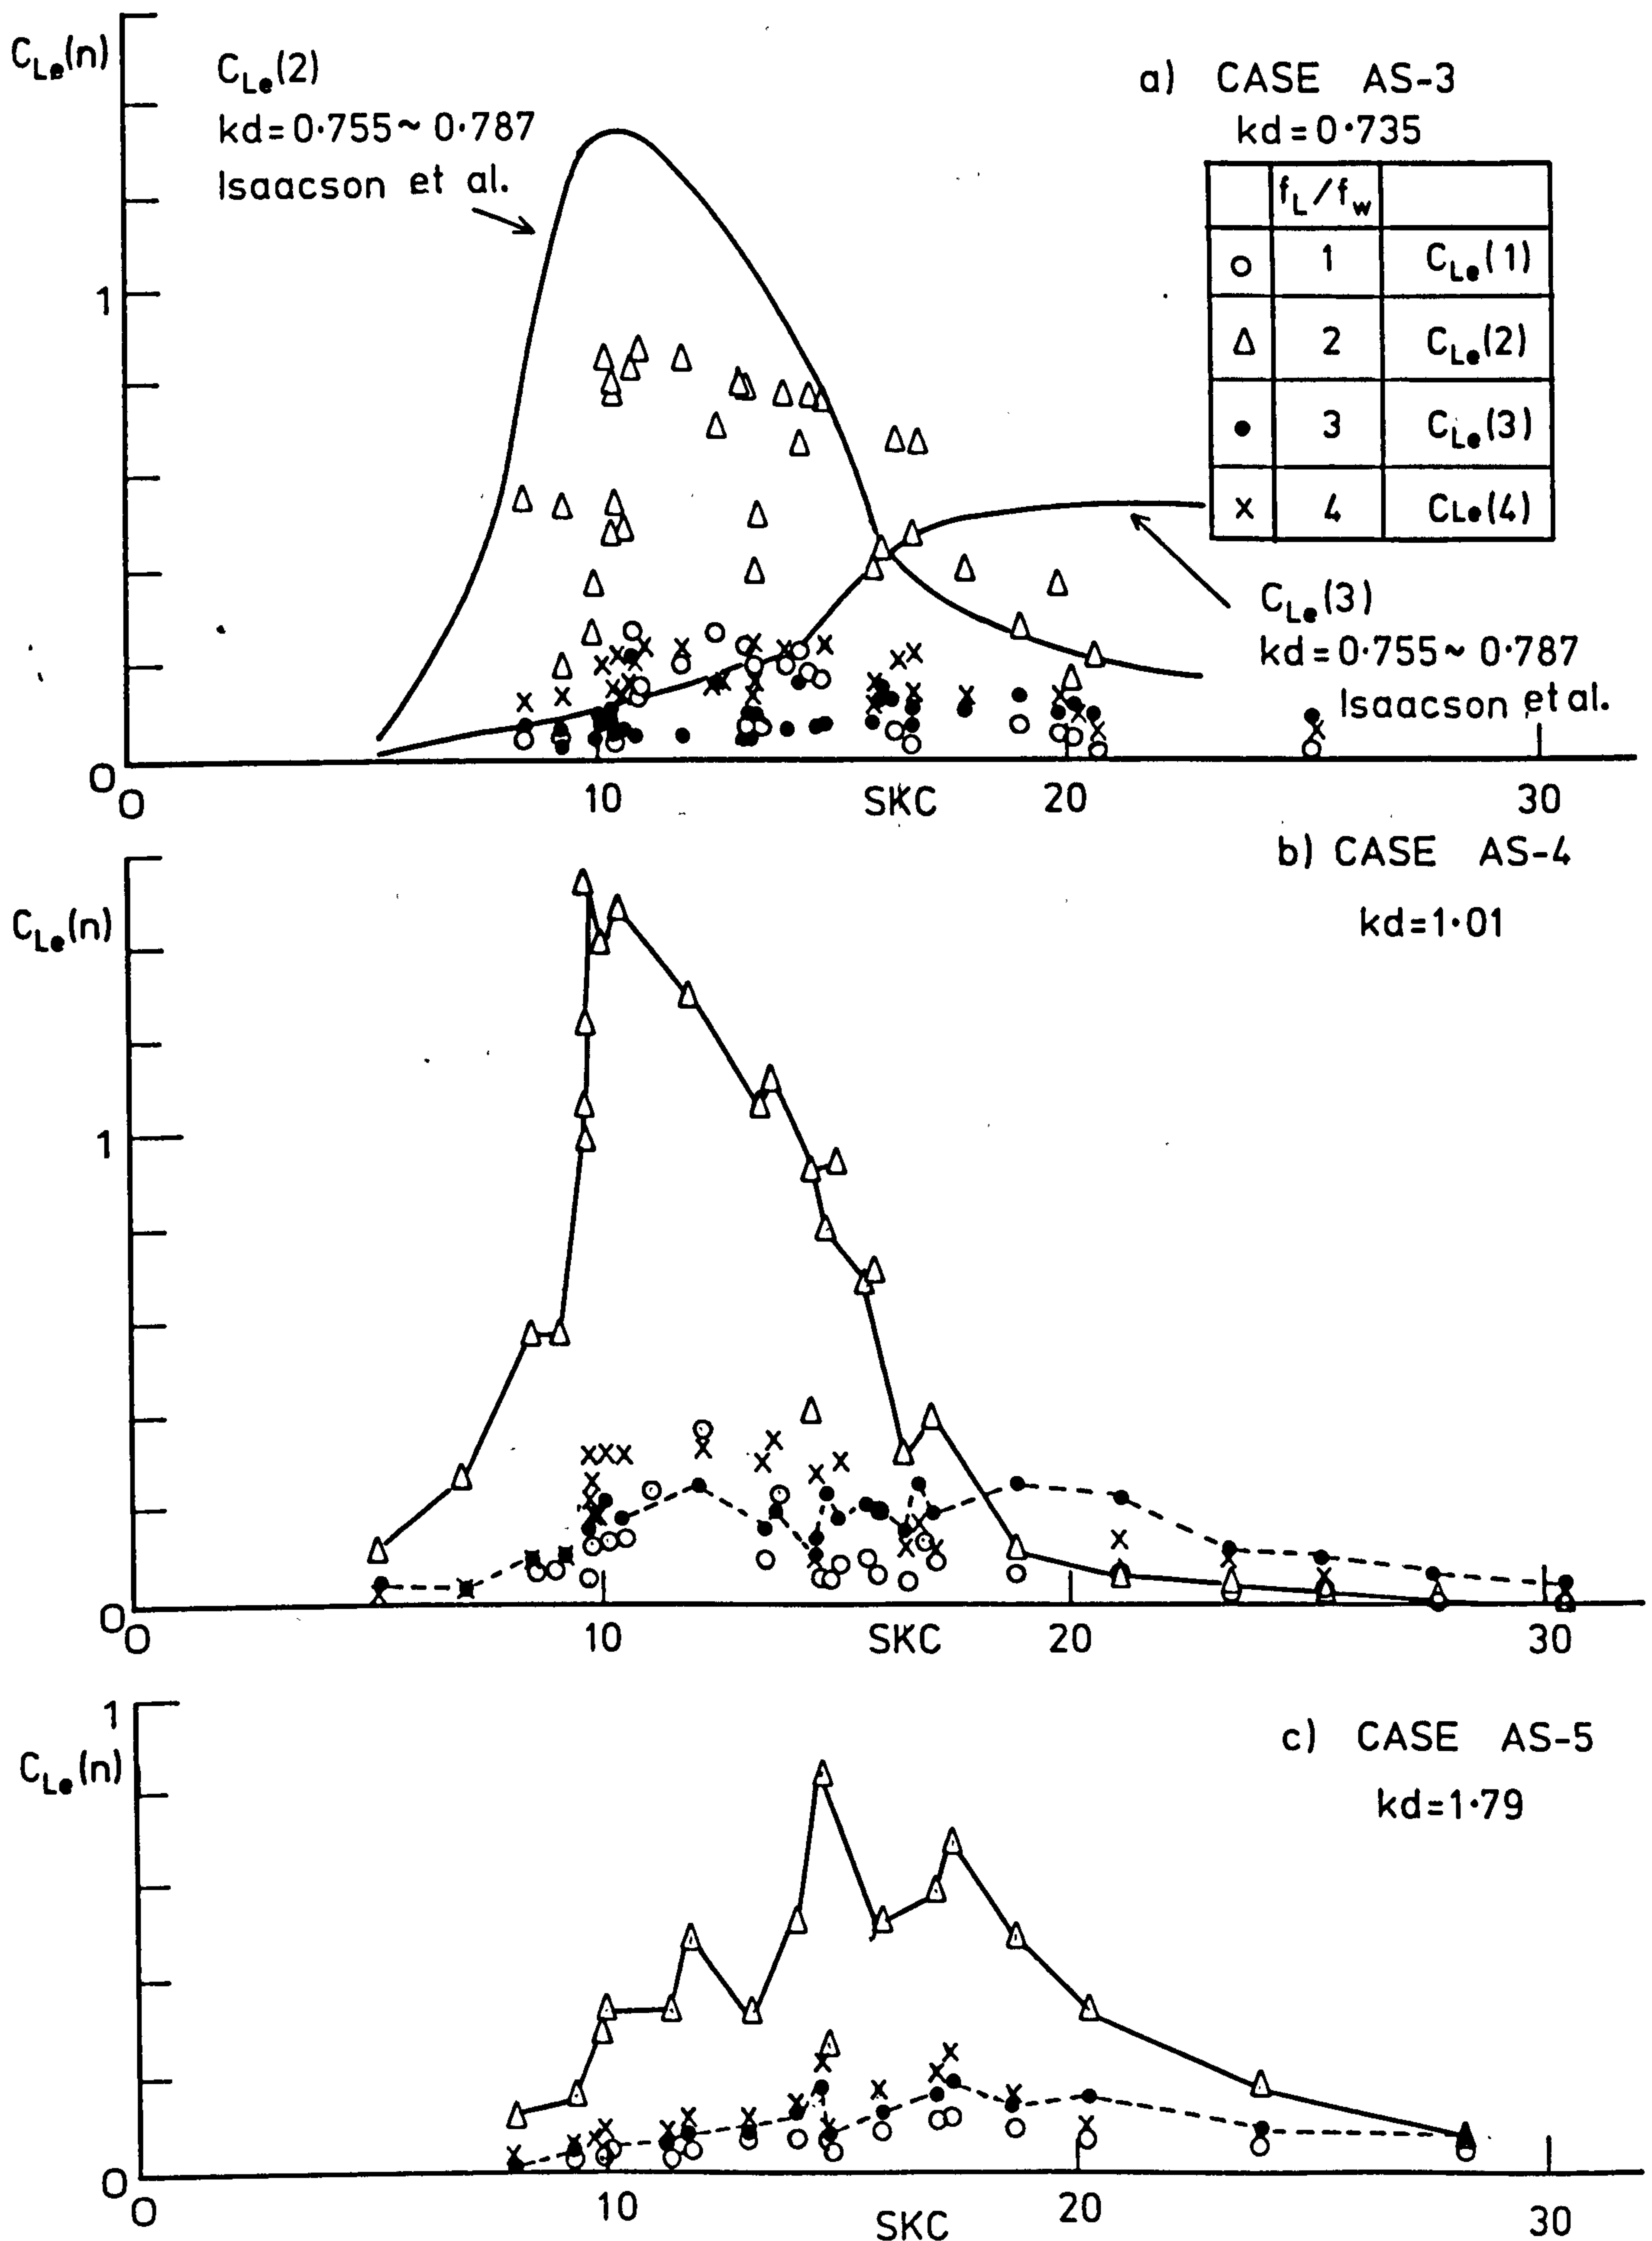 C_Le(n)
C_Le(2)
kd=0·755~0·787
Isaacson et al.
a) CASE AS-3
kd=0·735
f_L/f_w
o 1 C_Le(1)
Δ 2 C_Le(2)
• 3 C_Le(3)
x 4 CLe(4)
1
C_Le(3)
kd=0·755~0·787
Isaacson et al.
0
0 10 SKC 20 30
b) CASE AS-4
kd=1·01
C_Le(n)
1
0
0 10 SKC 20 30
1
c) CASE AS-5
kd=1·79
C_Le(n)
0
0 10 SKC 20 30